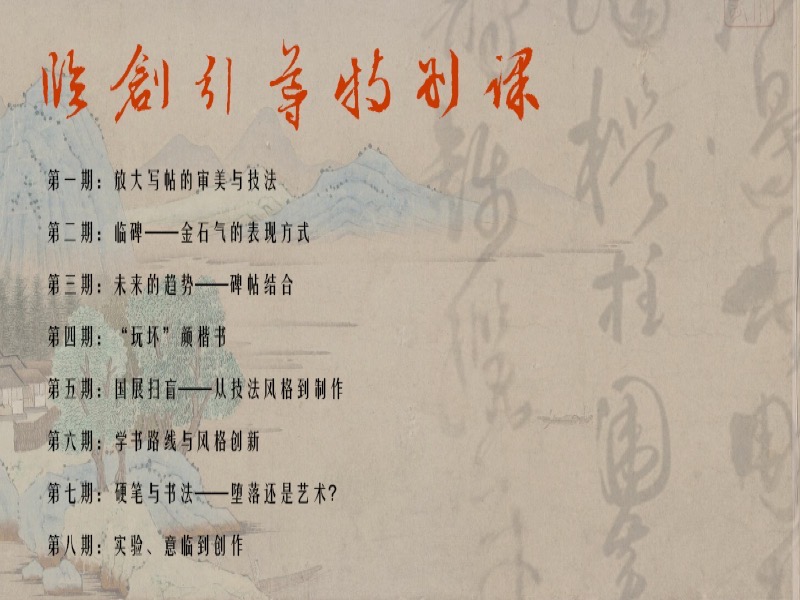 临创引导特别课
第一期：放大写帖的审美与技法
第二期：临碑——金石气的表现方式
第三期：未来的趋势——碑帖结合
第四期：“玩坏”颜楷书
第五期：国展扫盲——从技法风格到制作
第六期：学书路线与风格创新
第七期：硬笔与书法——堕落还是艺术?
第八期：实验、意临到创作